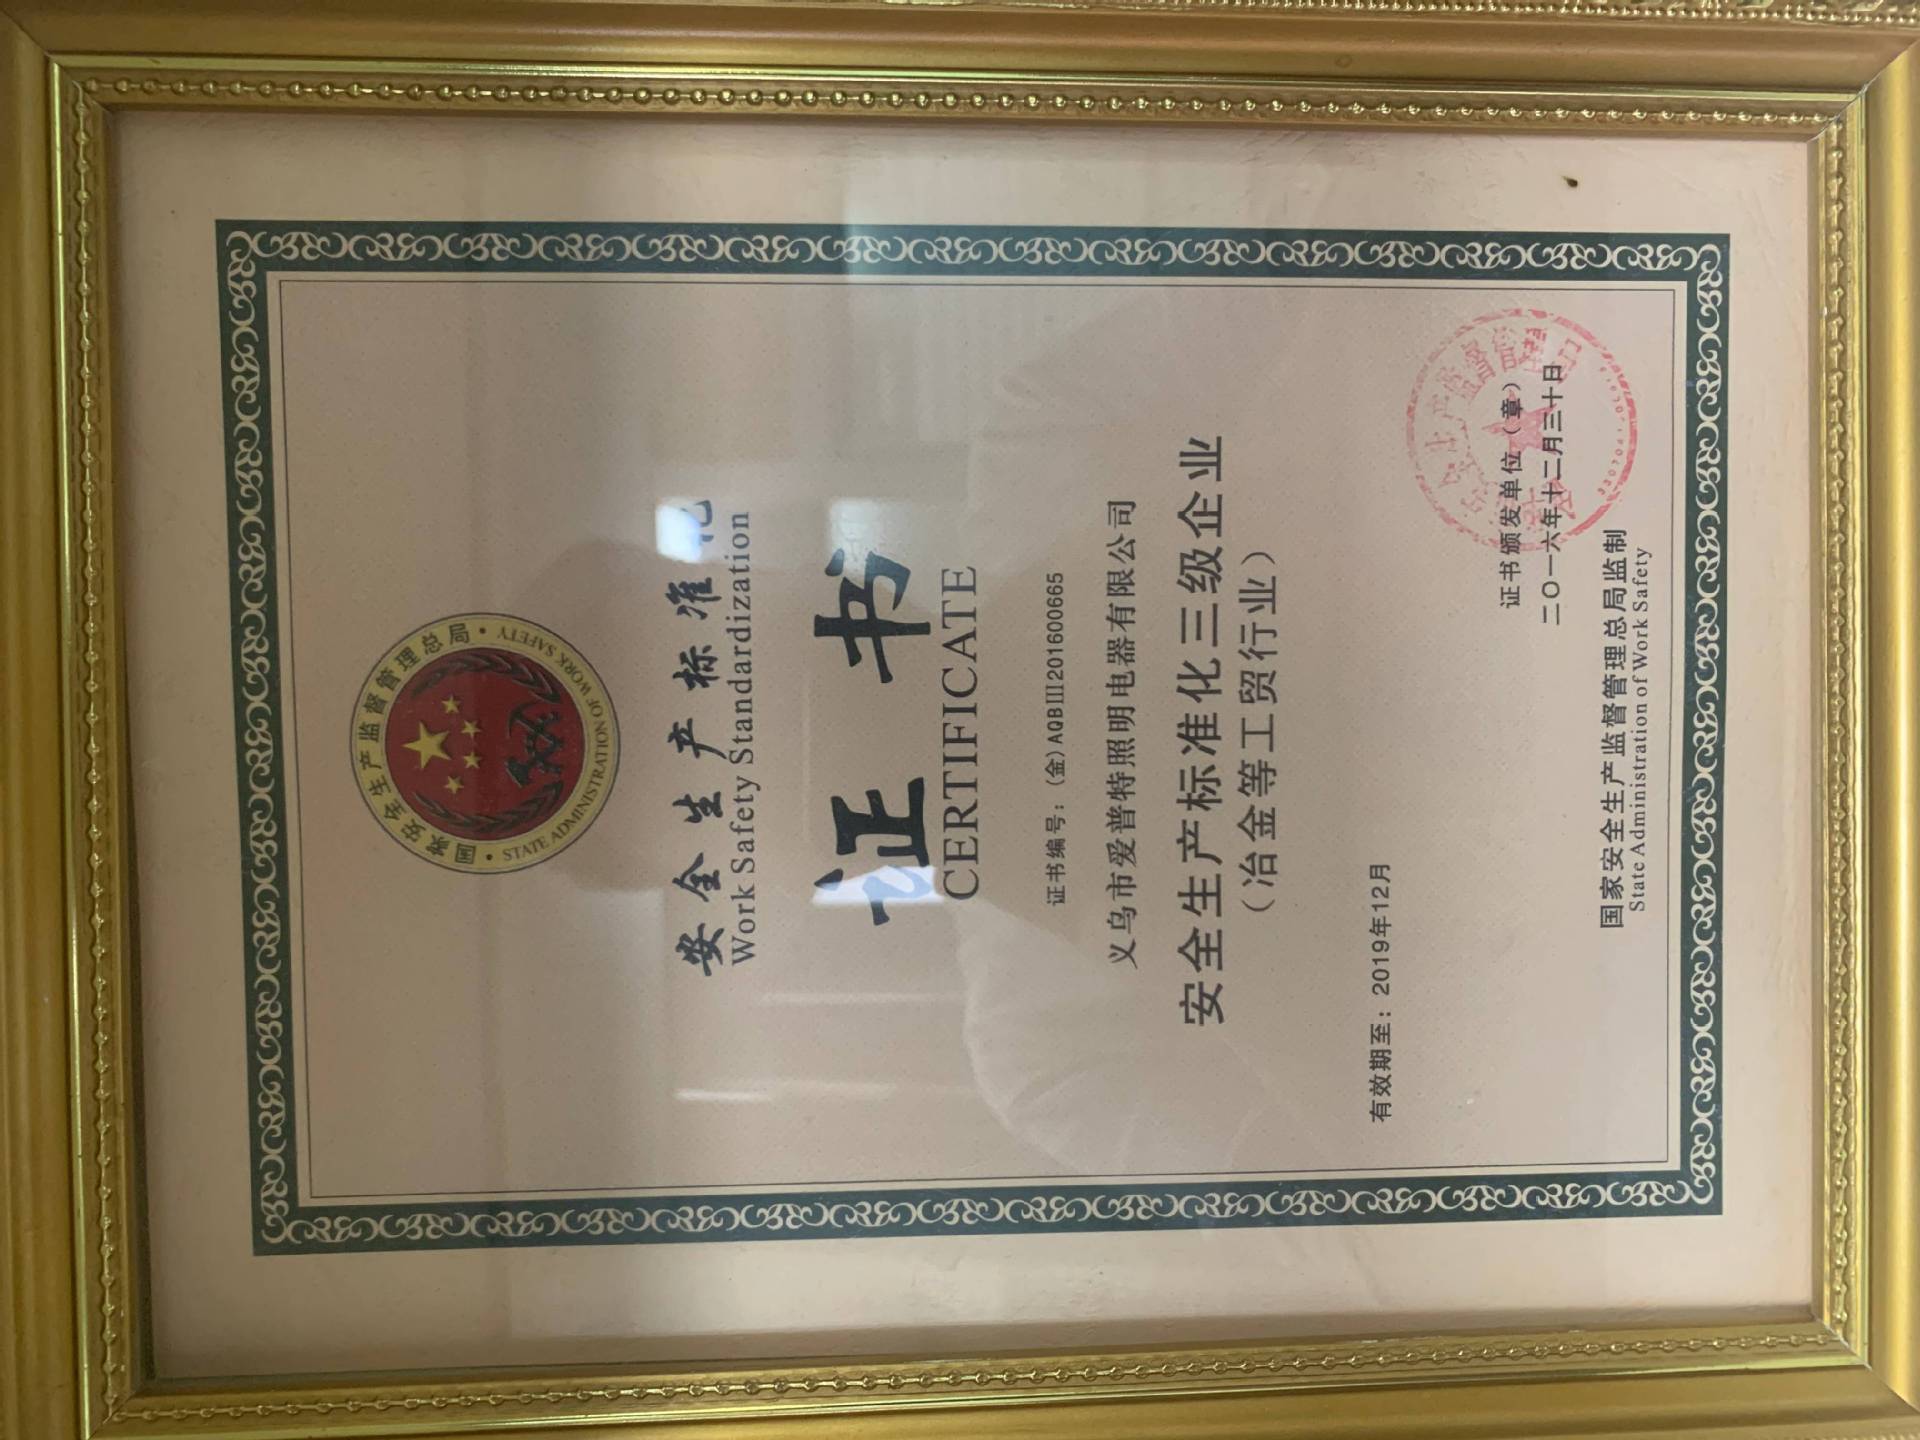 国家安全生产监督管理总局
STATE ADMINISTRATION OF WORK SAFETY
安全生产标准化
Work Safety Standardization
证书
CERTIFICATE
证书编号：（金）AQBⅢ201600665
义乌市爱普特照明电器有限公司
安全生产标准化三级企业
（冶金等工贸行业）
有效期至：2019年12月
证书颁发单位（章）
二〇一六年十二月三十日
国家安全生产监督管理总局监制
State Administration of Work Safety